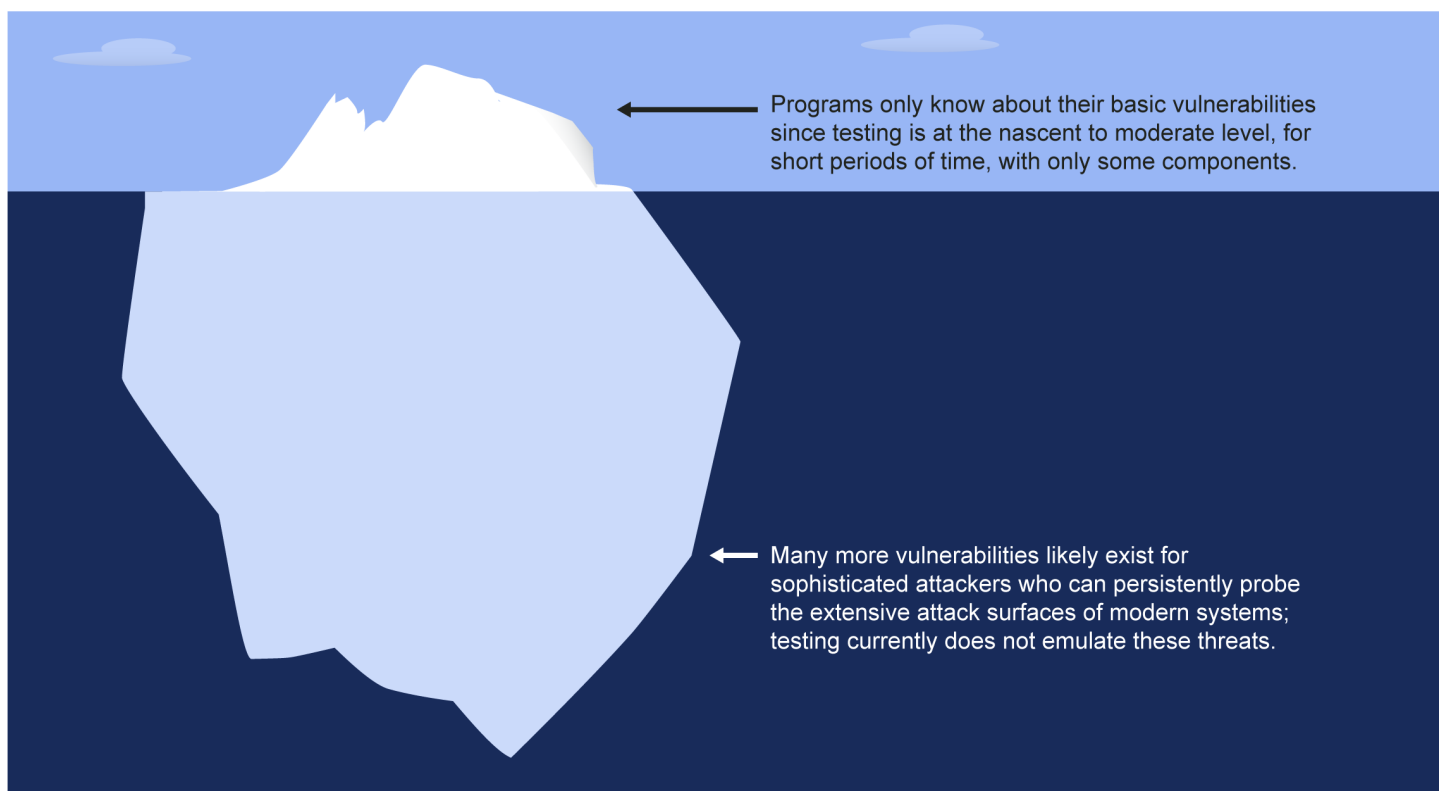 Programs only know about their basic vulnerabilities
since testing is at the nascent to moderate level, for
short periods of time, with only some components.
Many more vulnerabilities likely exist for
sophisticated attackers who can persistently probe
the extensive attack surfaces of modern systems;
testing currently does not emulate these threats.